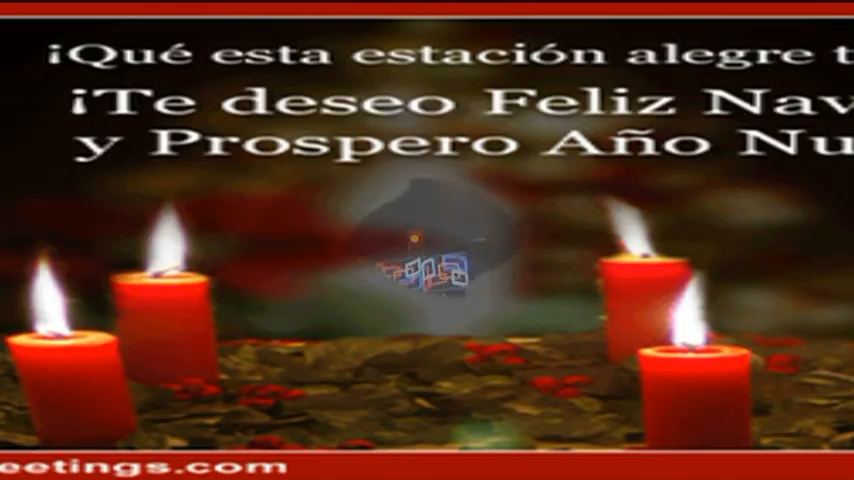 ¡Qué esta estación alegre t
¡Te deseo Feliz Nav
y Prospero Año Nu
eetings.com